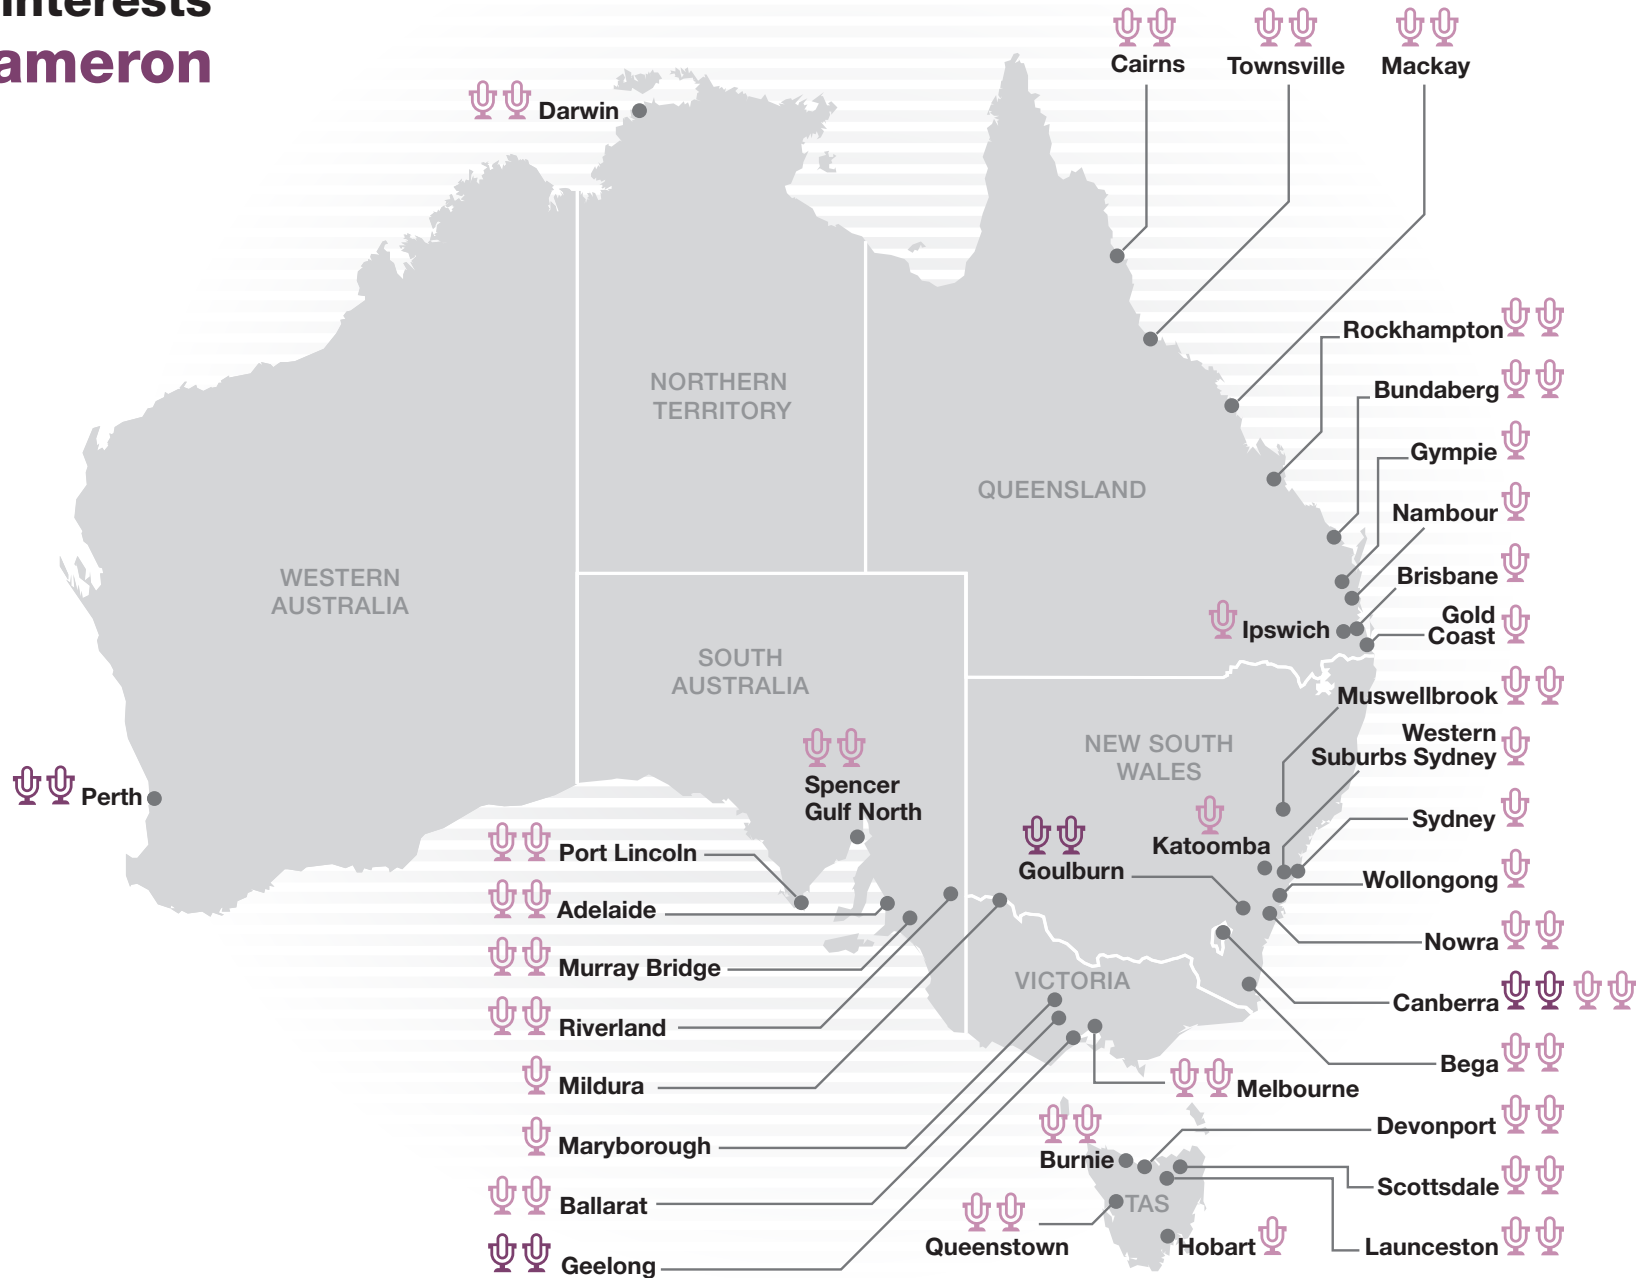 interests
ameron
Cairns
Townsville
Mackay
Darwin
Rockhampton
Bundaberg
NORTHERN
TERRITORY
Gympie
QUEENSLAND
Nambour
WESTERN
AUSTRALIA
Brisbane
Ipswich
Gold
Coast
SOUTH
AUSTRALIA
Muswellbrook
NEW SOUTH
WALES
Western
Suburbs Sydney
Spencer
Gulf North
Perth
Sydney
Katoomba
Goulburn
Port Lincoln
Wollongong
Adelaide
Nowra
Murray Bridge
VICTORIA
Canberra
Riverland
Bega
Mildura
Melbourne
Devonport
Maryborough
Burnie
Scottsdale
Ballarat
TAS
Queenstown
Hobart
Launceston
Geelong